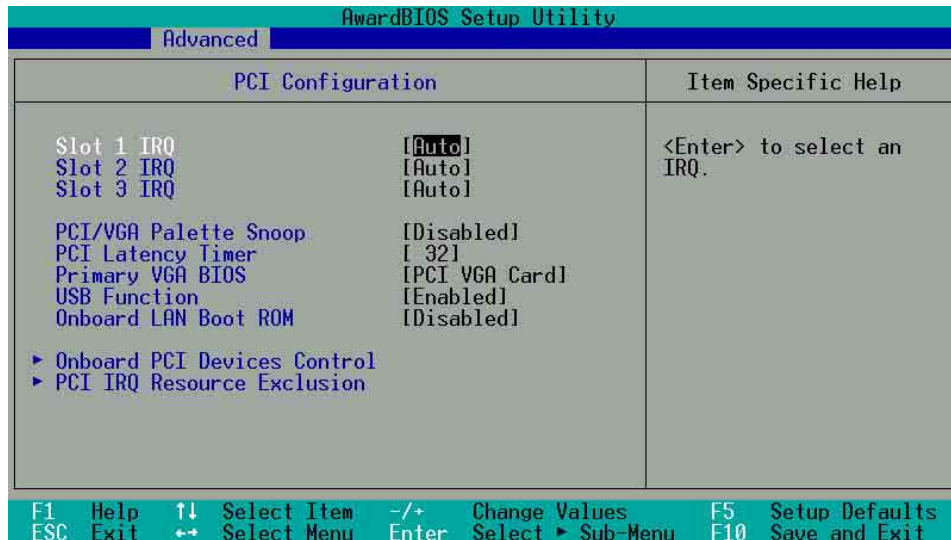 AwardBIOS Setup Utility
Advanced
PCI Configuration
Item Specific Help
Slot 1 IRQ [Auto]
Slot 2 IRQ [Auto]
Slot 3 IRQ [Auto]
PCI/VGA Palette Snoop [Disabled]
PCI Latency Timer [ 32]
Primary VGA BIOS [PCI VGA Card]
USB Function [Enabled]
Onboard LAN Boot ROM [Disabled]
▸ Onboard PCI Devices Control
▸ PCI IRQ Resource Exclusion
<Enter> to select an
IRQ.
F1 Help ↑↓ Select Item -/+ Change Values F5 Setup Defaults
ESC Exit ←→ Select Menu Enter Select ▸ Sub-Menu F10 Save and Exit